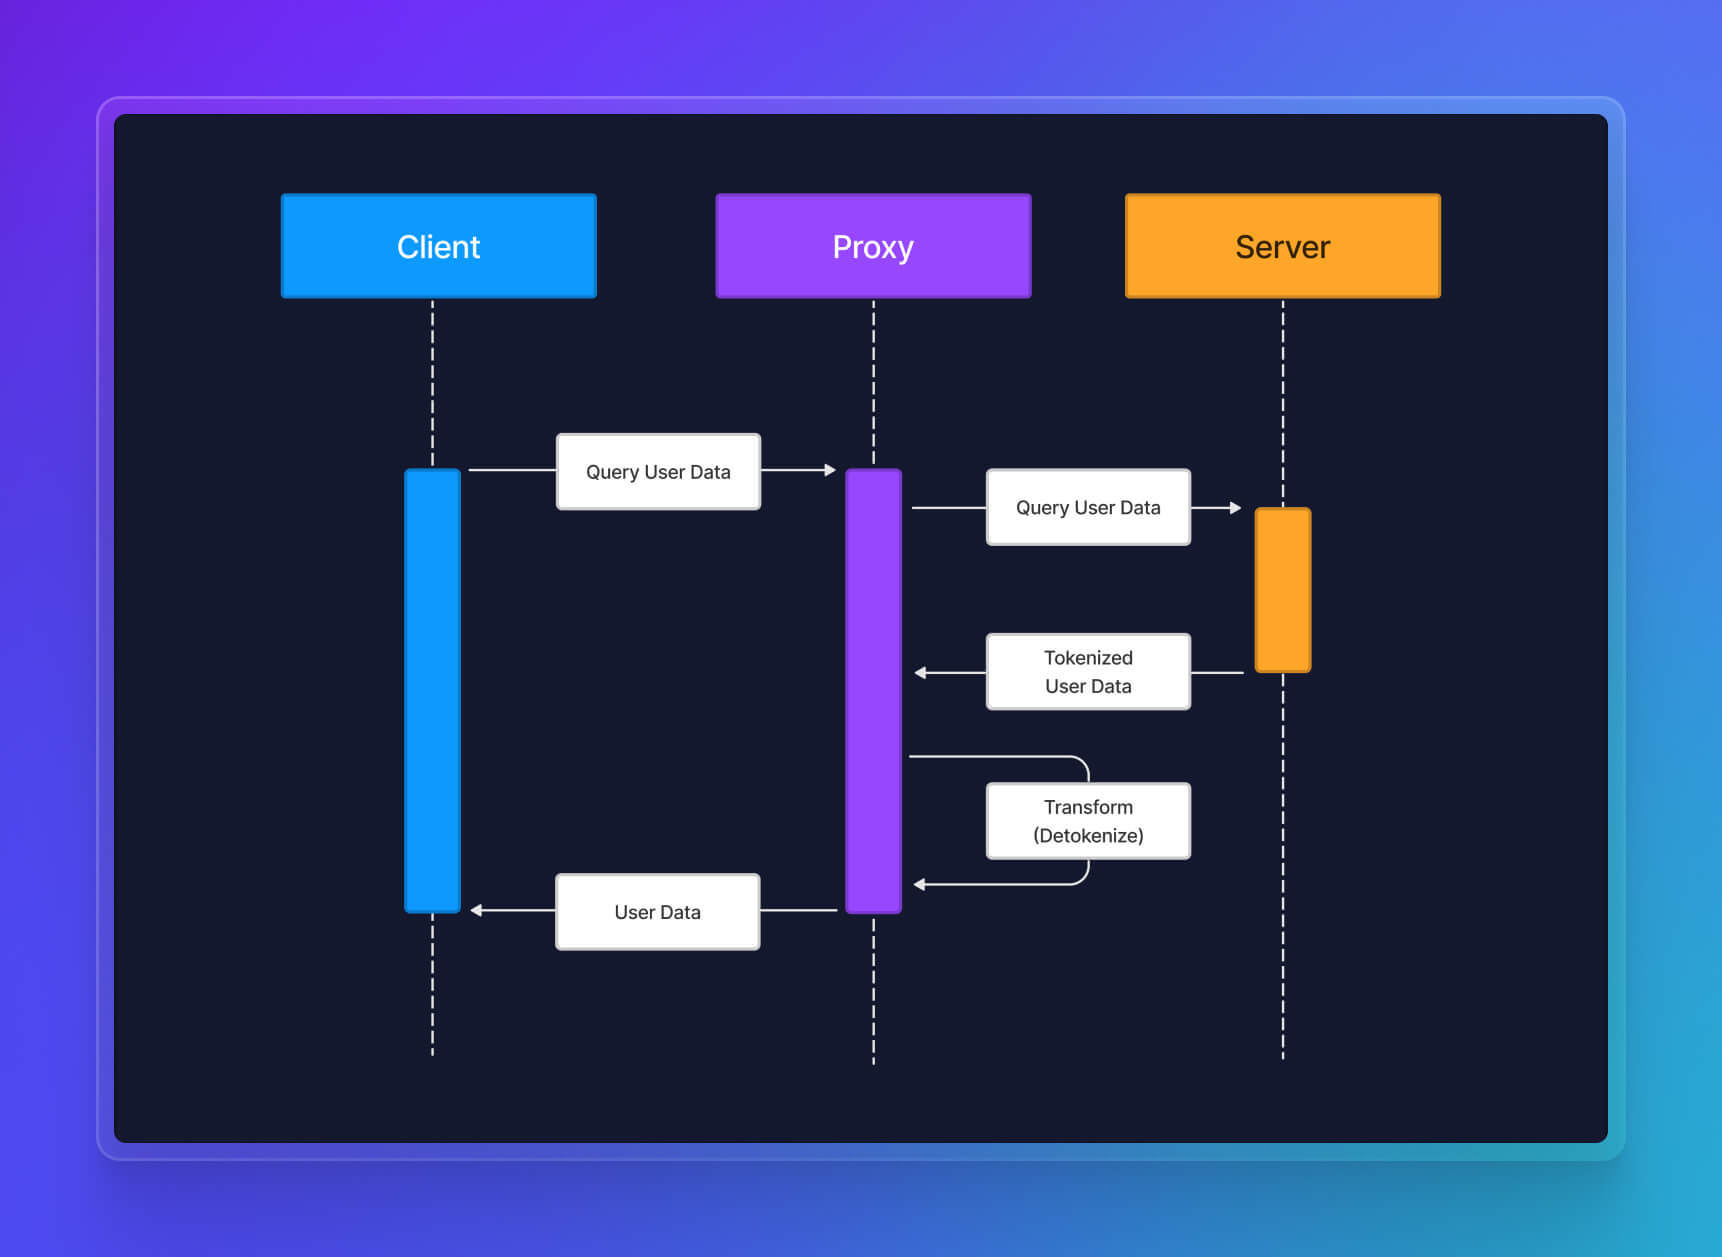 Client
Proxy
Server
Query User Data
Query User Data
Tokenized
User Data
Transform
(Detokenize)
User Data